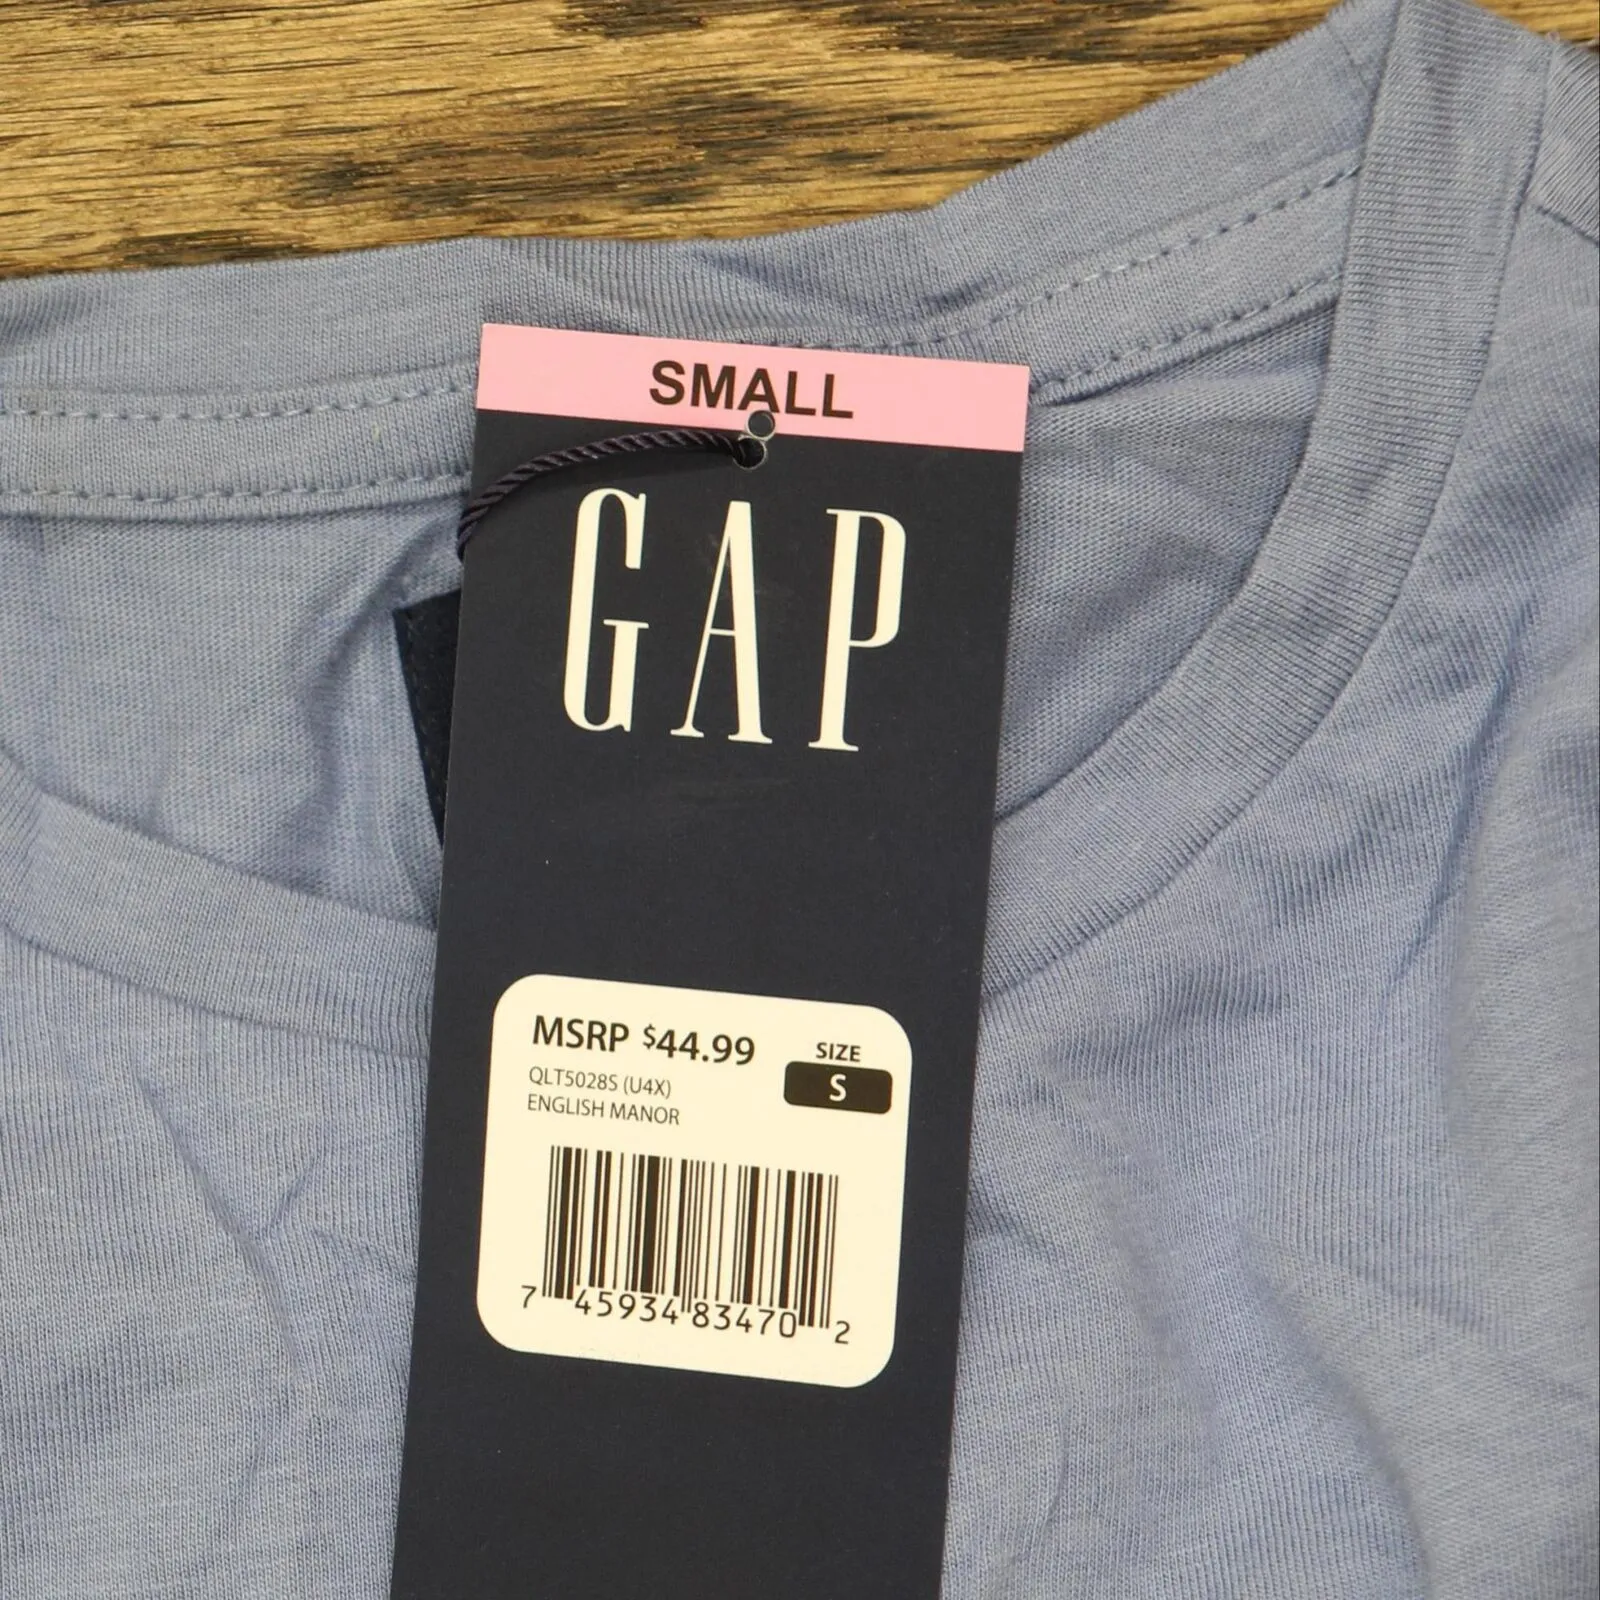 SMALL
GAP
MSRP $44.99
SIZE
S
QLT5028S (U4X)
ENGLISH MANOR
7 45934 83470 2